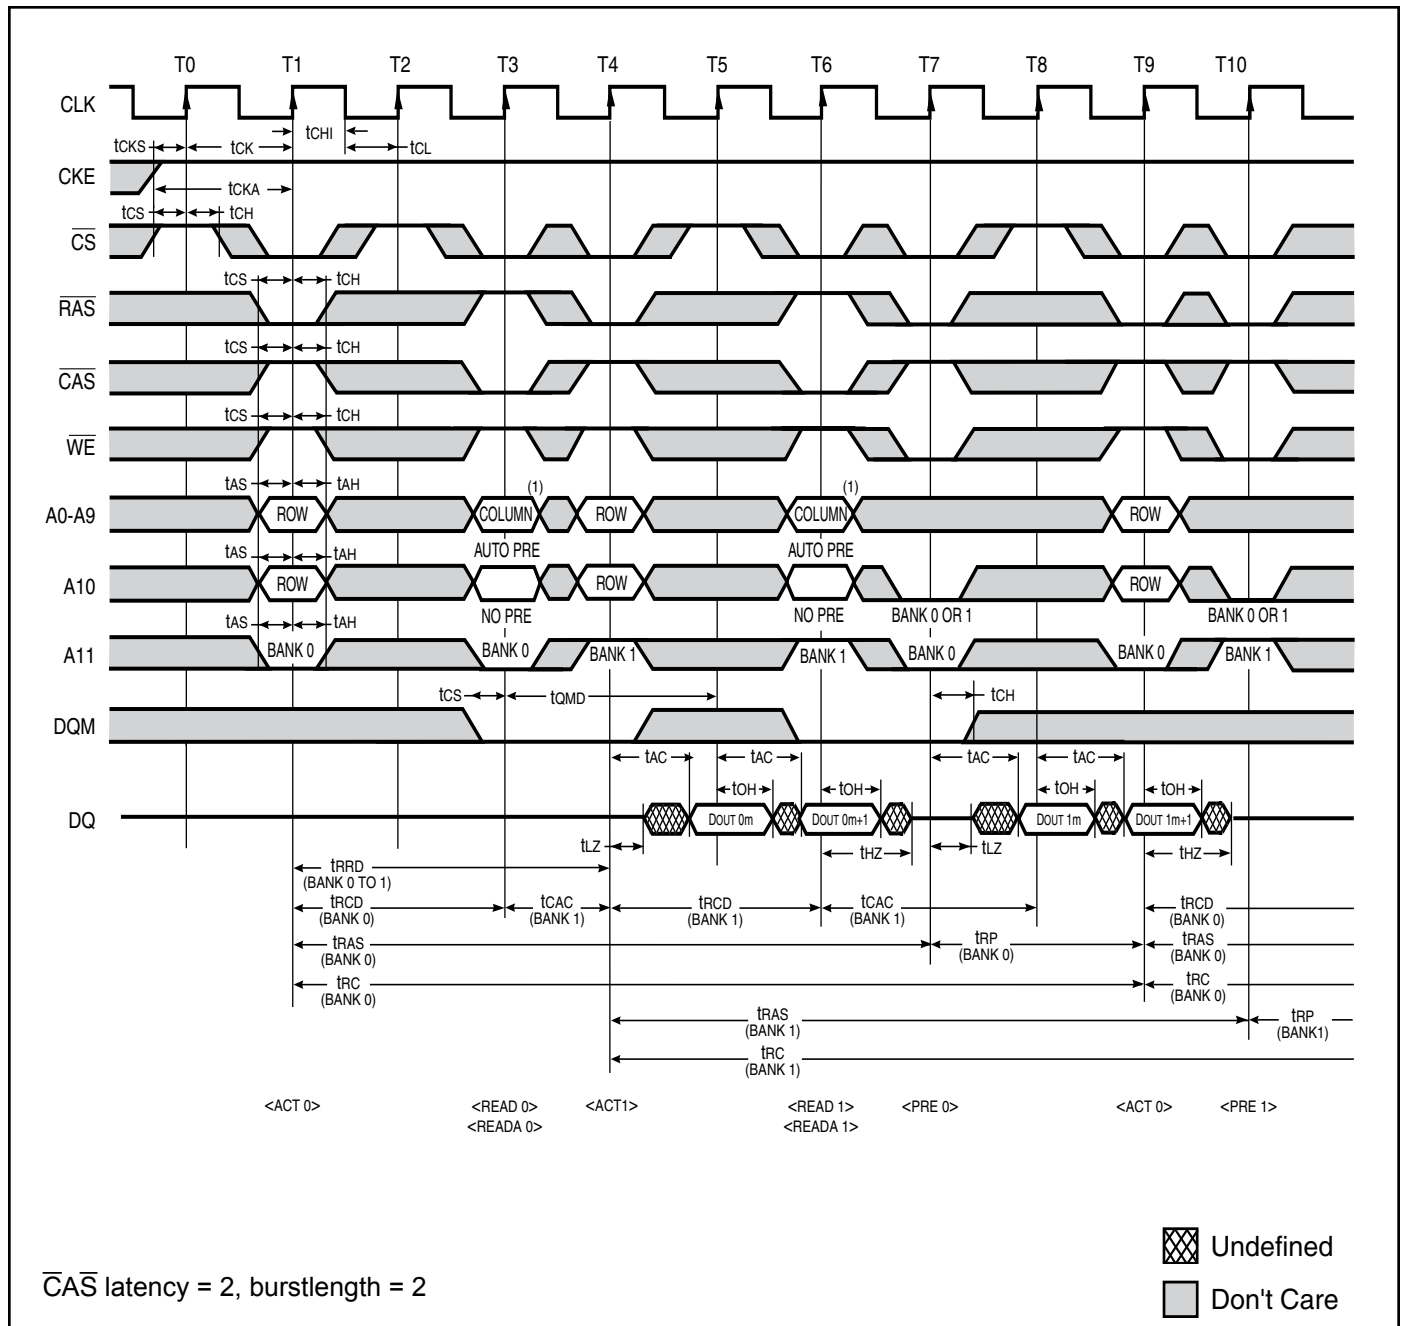 T0 T1 T2 T3 T4 T5 T6 T7 T8 T9 T10
CLK
tCHI
tCKS tCK tCL
CKE
tCKA
tCS tCH
CS
tCS tCH
RAS
tCS tCH
CAS
tCS tCH
WE
tAS tAH (1) (1)
A0-A9 ROW COLUMN ROW COLUMN ROW
tAS tAH AUTO PRE AUTO PRE
A10 ROW ROW ROW
NO PRE NO PRE BANK 0 OR 1 BANK 0 OR 1
tAS tAH
A11 BANK 0 BANK 0 BANK 1 BANK 1 BANK 0 BANK 0 BANK 1
tCS tQMD tCH
DQM
tAC tAC tAC tAC
tOH tOH tOH tOH
DQ DOUT 0m DOUT 0m+1 DOUT 1m DOUT 1m+1
tLZ tHZ tLZ tHZ
tRRD
(BANK 0 TO 1)
tRCD tCAC tRCD tCAC tRCD
(BANK 0) (BANK 1) (BANK 1) (BANK 1) (BANK 0)
tRAS tRP tRAS
(BANK 0) (BANK 0) (BANK 0)
tRC tRC
(BANK 0) (BANK 0)
tRAS tRP
(BANK 1) (BANK1)
tRC
(BANK 1)
<ACT 0> <READ 0> <ACT1> <READ 1> <PRE 0> <ACT 0> <PRE 1>
<READA 0> <READA 1>
Undefined
CAS latency = 2, burstlength = 2
Don't Care